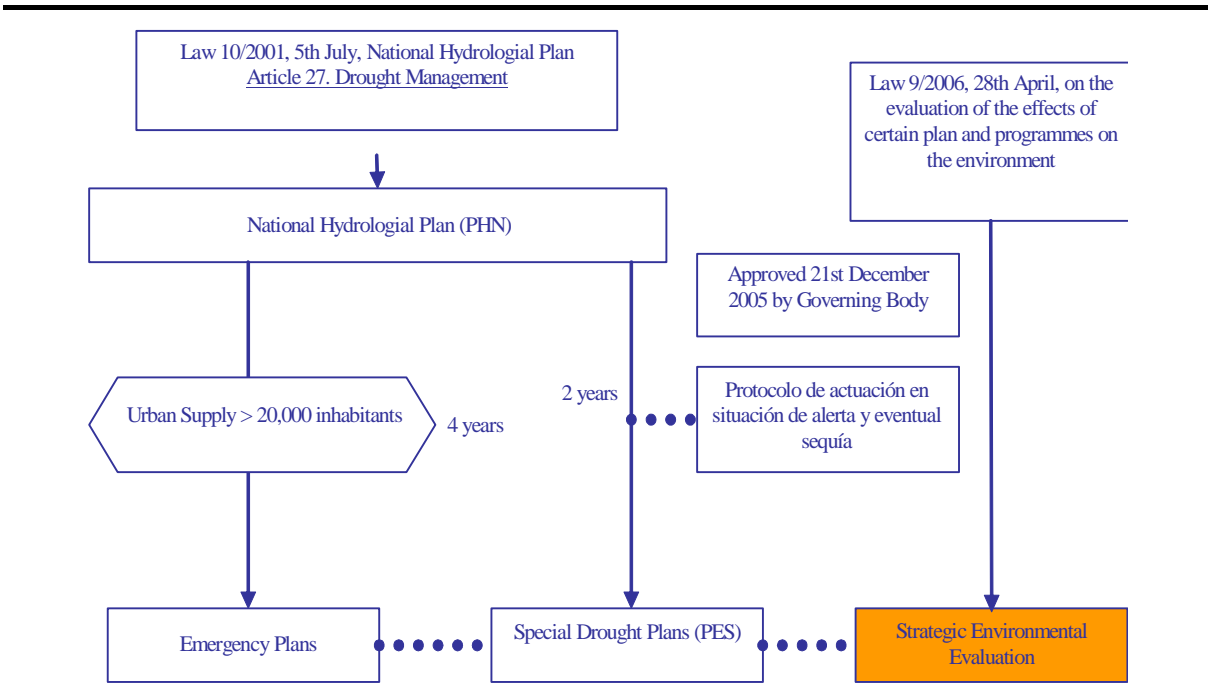 Law 10/2001, 5th July, National Hydrologial Plan
Article 27. Drought Management
Law 9/2006, 28th April, on the
evaluation of the effects of
certain plan and programmes on
the environment
National Hydrologial Plan (PHN)
Approved 21st December
2005 by Governing Body
Urban Supply > 20,000 inhabitants
4 years
2 years
Protocolo de actuación en
situación de alerta y eventual
sequía
Emergency Plans
Special Drought Plans (PES)
Strategic Environmental
Evaluation